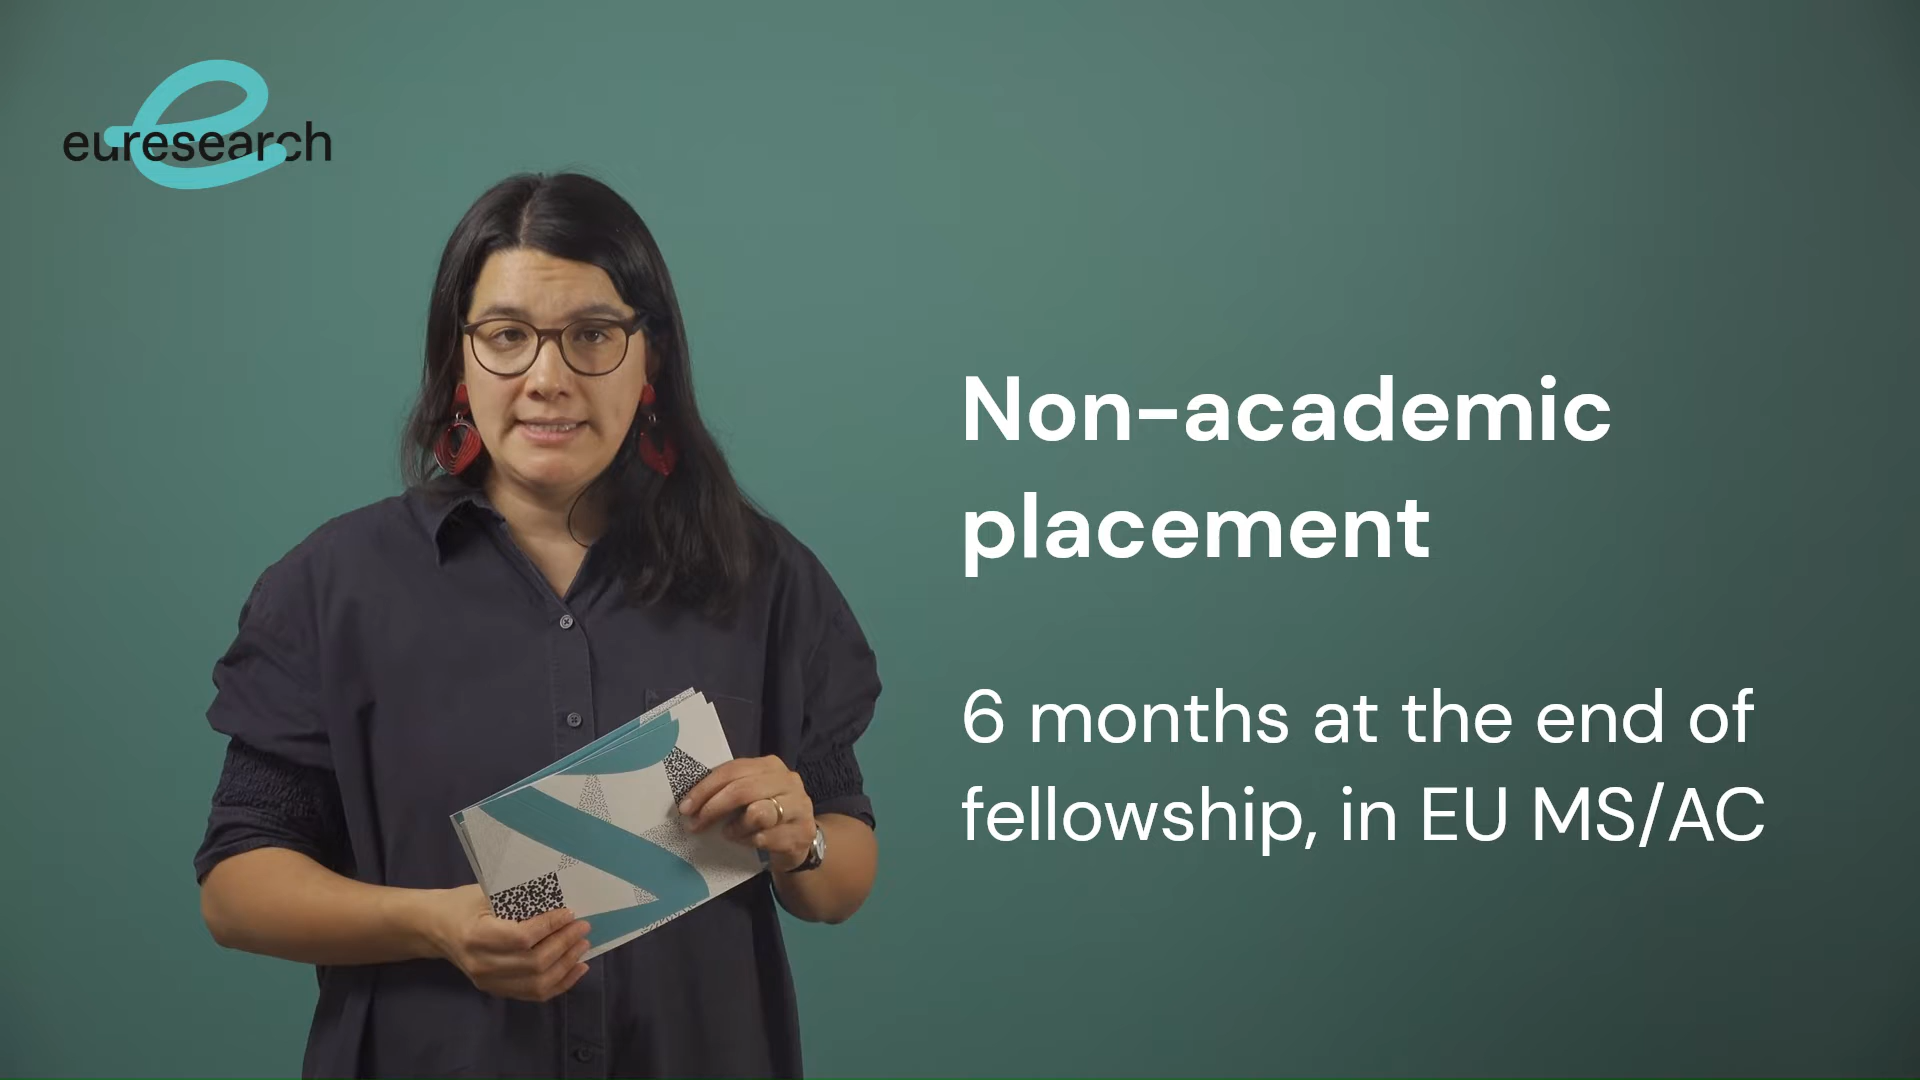 euresearch
Non-academic
placement
6 months at the end of
fellowship, in EU MS/AC